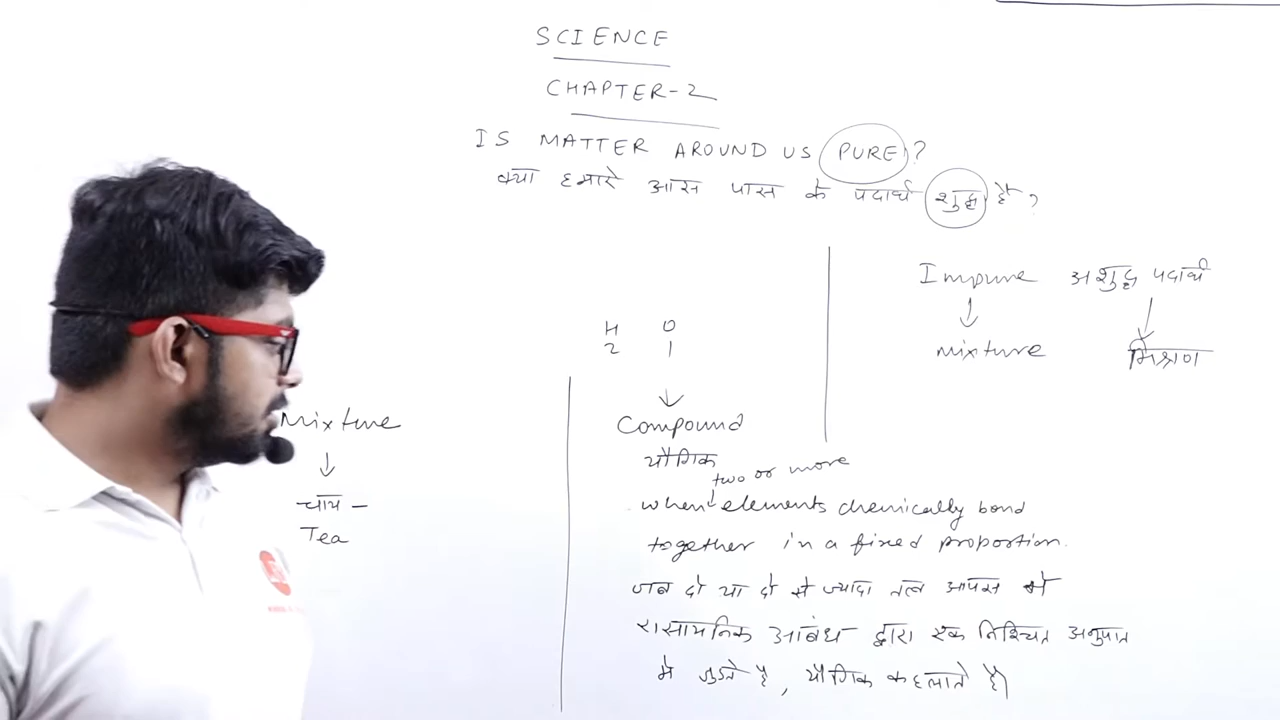 SCIENCE
CHAPTER-2
IS MATTER AROUND US PURE?
क्या हमारे आस पास के पदार्थ शुद्ध है?
Impure अशुद्ध पदार्थ
mixture मिश्रण
H O
2 1
Compound
यौगिक
two or more
when elements chemically bond
together in a fixed proportion.
जब दो या दो से ज्यादा तत्व आपस में
रासायनिक आबंध द्वारा एक निश्चित अनुपात
मे जुड़ते है, यौगिक कहलाते है।
Mixture
चाय -
Tea